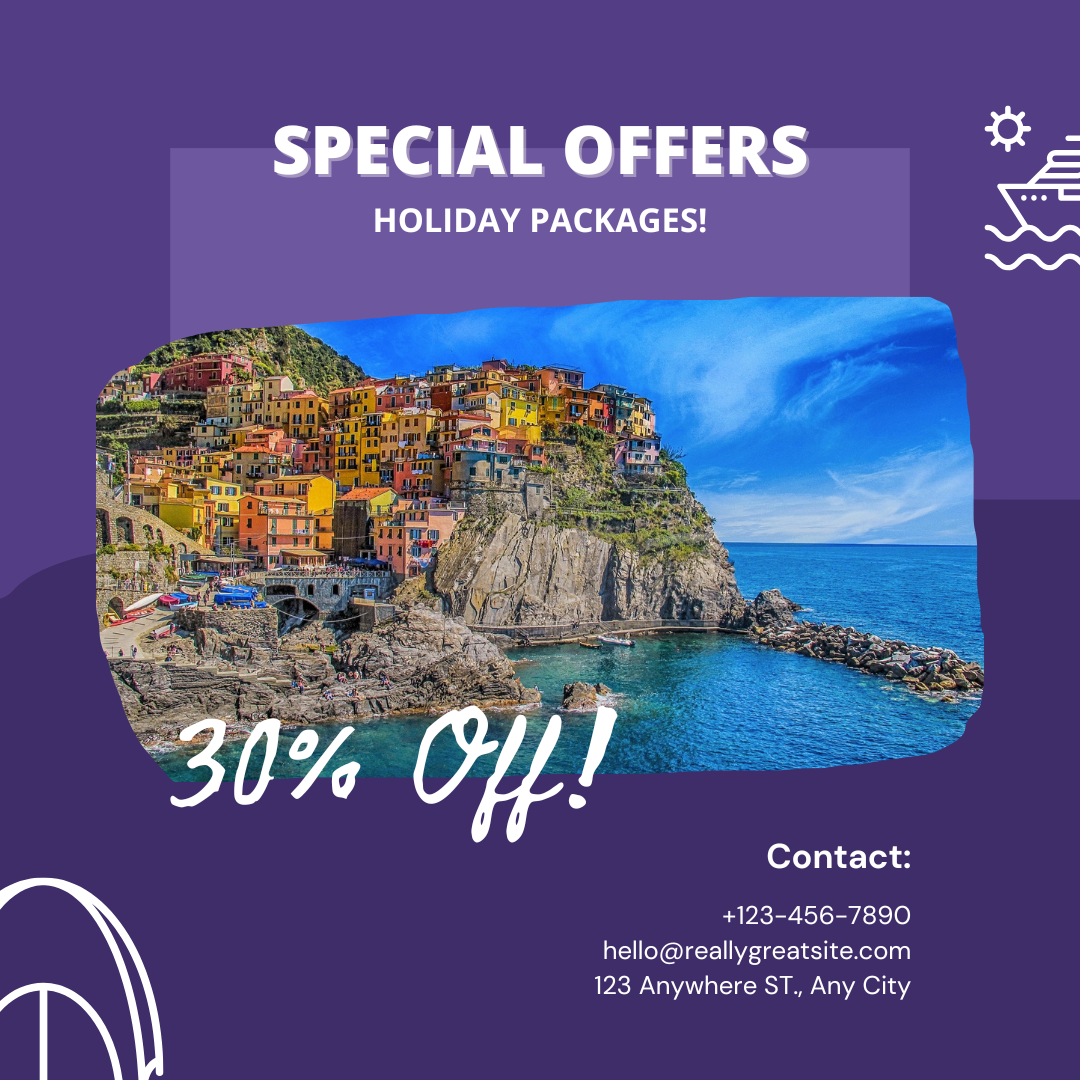 SPECIAL OFFERS
HOLIDAY PACKAGES!
30% Off!
Contact:
+123-456-7890
hello@reallygreatsite.com
123 Anywhere ST., Any City